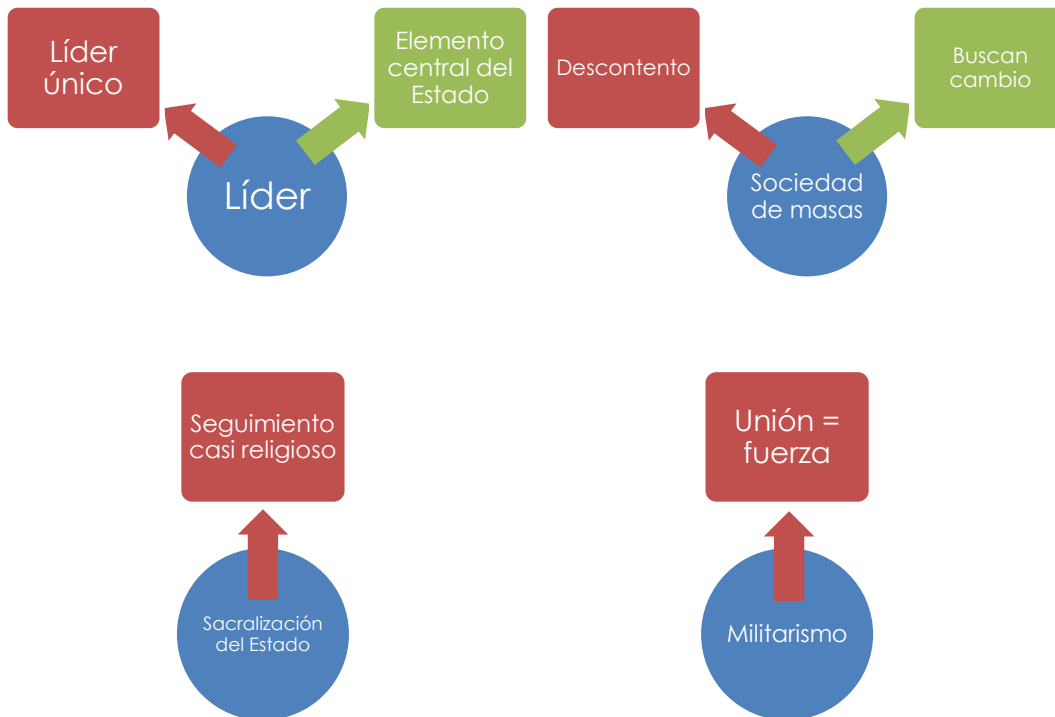 Líder
único
Elemento
central del
Estado
Líder
Descontento
Buscan
cambio
Sociedad
de masas
Seguimiento
casi religioso
Sacralización
del Estado
Unión =
fuerza
Militarismo